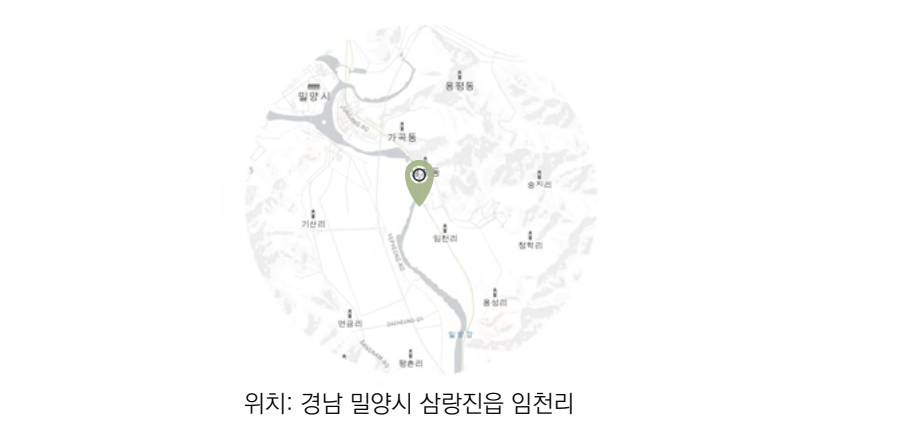 용평동
밀양시
가곡동
동
송지리
기산리
임천리
청학리
용성리
연금리
밀양강
평촌리
위치: 경남 밀양시 삼랑진읍 임천리